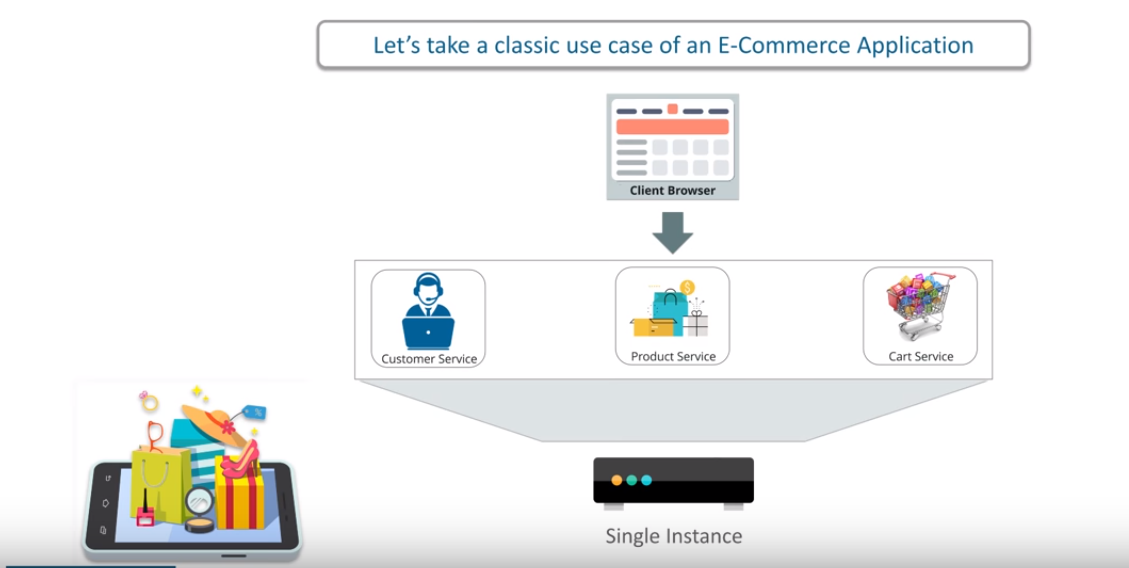 Let's take a classic use case of an E-Commerce Application
Client Browser
Customer Service
Product Service
Cart Service
Single Instance